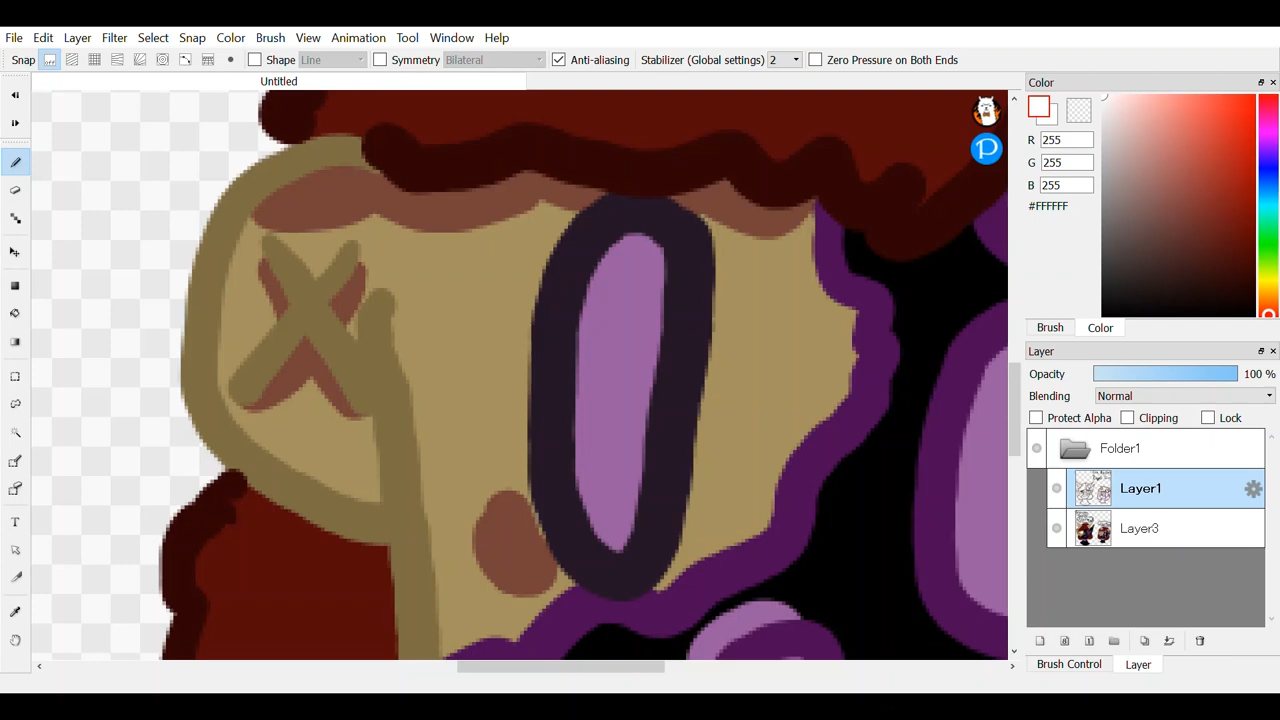 File Edit Layer Filter Select Snap Color Brush View Animation Tool Window Help
Snap Shape Line Symmetry Bilateral Anti-aliasing Stabilizer (Global settings) 2 Zero Pressure on Both Ends
Untitled
Color
R 255
G 255
B 255
#FFFFFF
Brush Color
Layer
Opacity 100 %
Blending Normal
Protect Alpha Clipping Lock
Folder1
Layer1
Layer3
Brush Control Layer